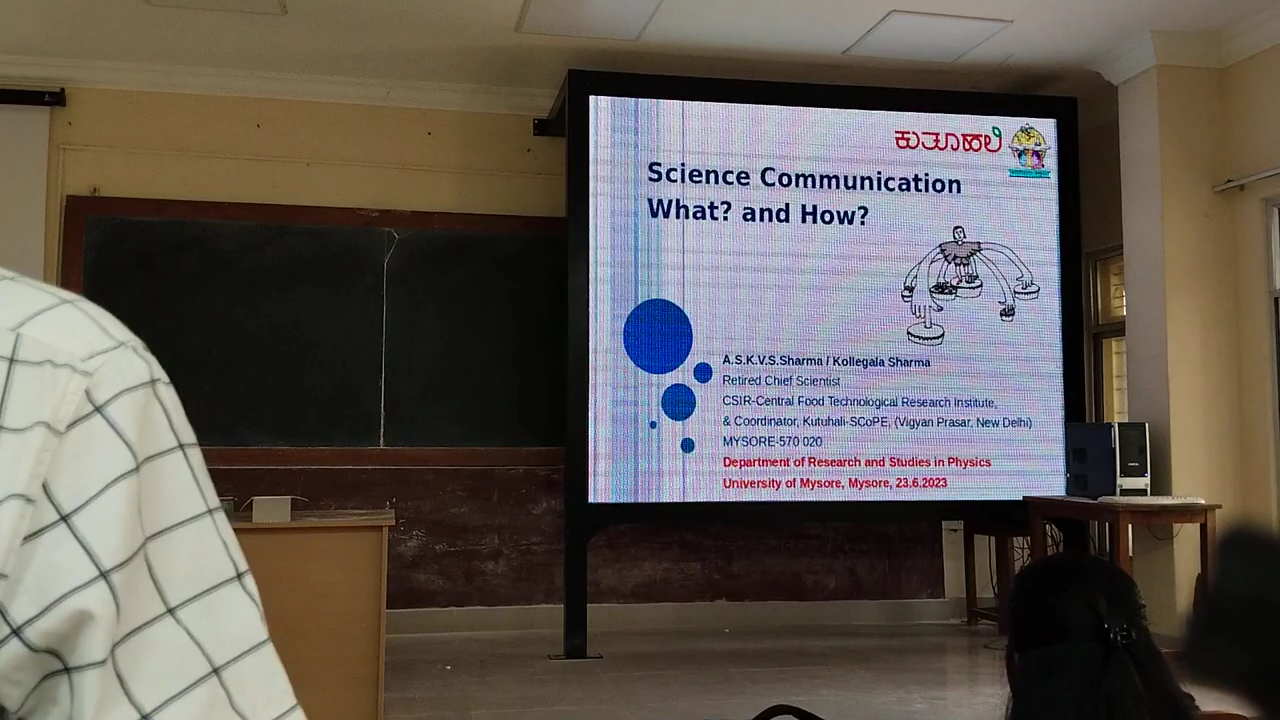 ಕುತೂಹಲಿ
Science Communication
What? and How?
A.S.K.V.S.Sharma / Kollegala Sharma
Retired Chief Scientist
CSIR-Central Food Technological Research Institute,
& Coordinator, Kutuhali-SCoPE, (Vigyan Prasar, New Delhi)
MYSORE-570 020
Department of Research and Studies in Physics
University of Mysore, Mysore, 23.6.2023